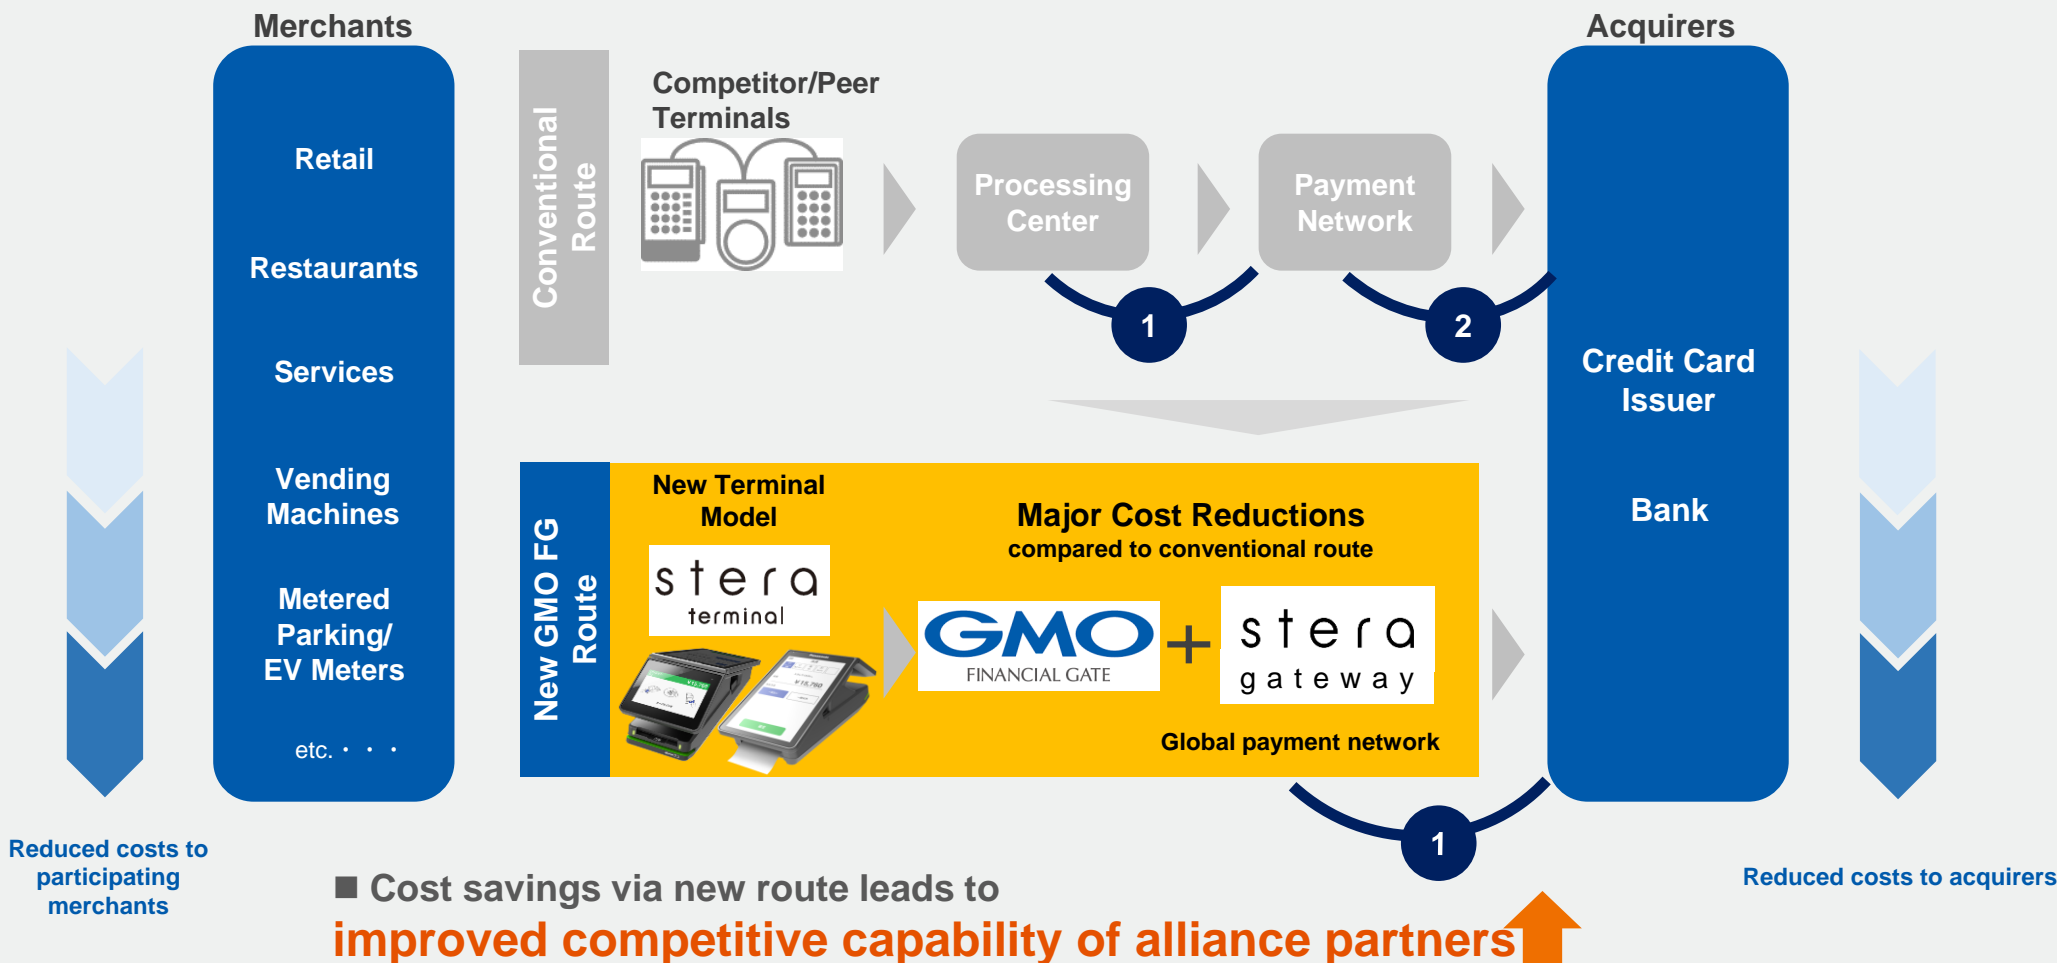 Merchants
Retail
Restaurants
Services
Vending
Machines
Metered
Parking/
EV Meters
etc.・・・
Reduced costs to
participating
merchants
Conventional
Route
Competitor/Peer
Terminals
Processing
Center
Payment
Network
1
2
New GMO FG
Route
New Terminal
Model
stera
terminal
¥15,760
Major Cost Reductions
compared to conventional route
GMO
FINANCIAL GATE
+
stera
gateway
Global payment network
1
Acquirers
Credit Card
Issuer
Bank
Reduced costs to acquirers
■ Cost savings via new route leads to
improved competitive capability of alliance partners